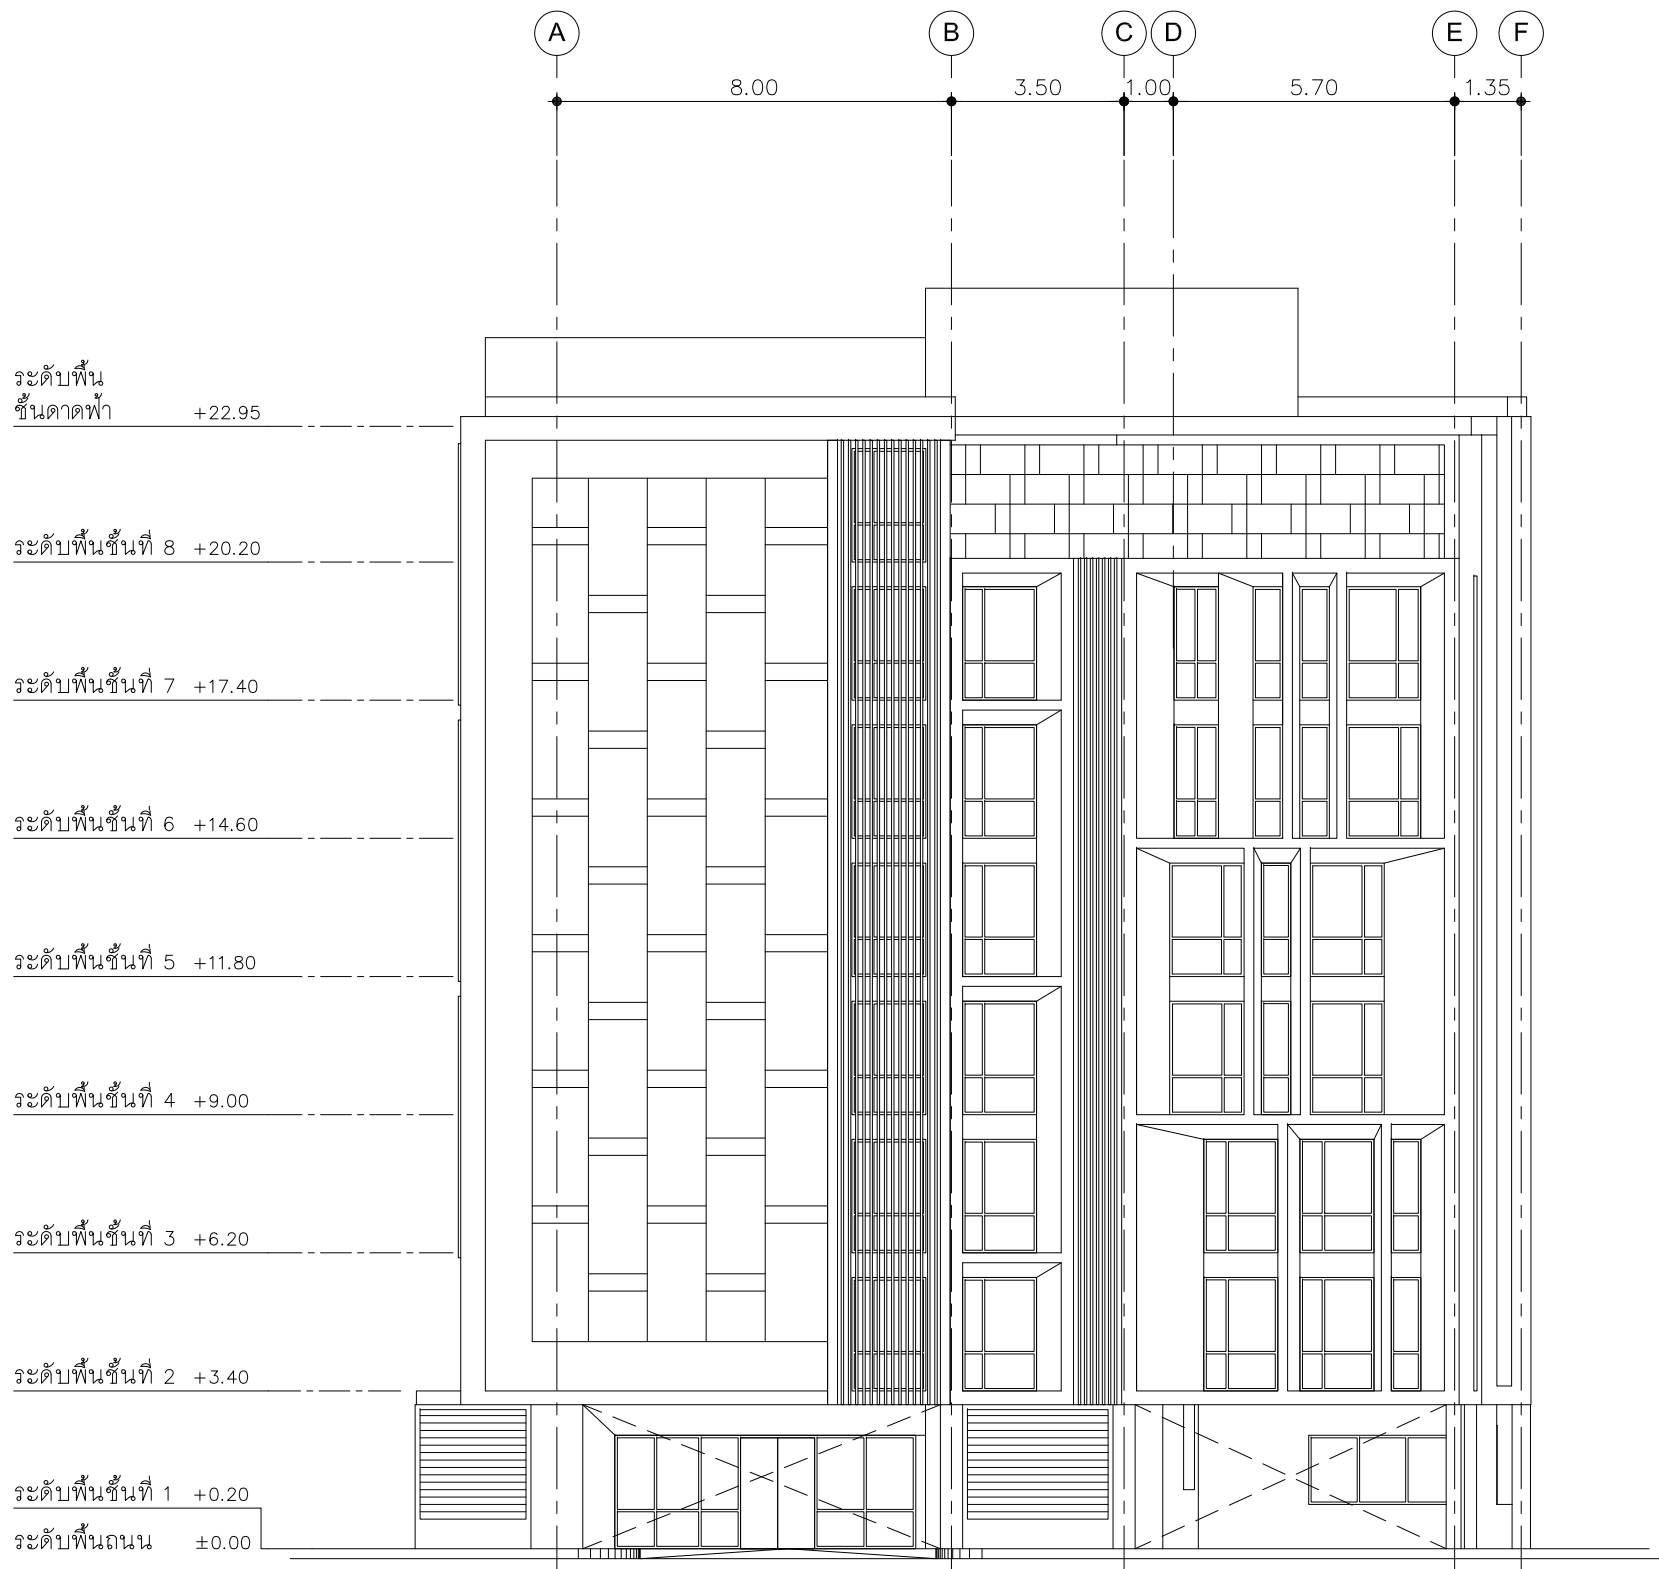 A B C D E F
8.00 3.50 1.00 5.70 1.35
ระดับพื้น
ชั้นดาดฟ้า +22.95
ระดับพื้นชั้นที่ 8 +20.20
ระดับพื้นชั้นที่ 7 +17.40
ระดับพื้นชั้นที่ 6 +14.60
ระดับพื้นชั้นที่ 5 +11.80
ระดับพื้นชั้นที่ 4 +9.00
ระดับพื้นชั้นที่ 3 +6.20
ระดับพื้นชั้นที่ 2 +3.40
ระดับพื้นชั้นที่ 1 +0.20
ระดับพื้นถนน ±0.00